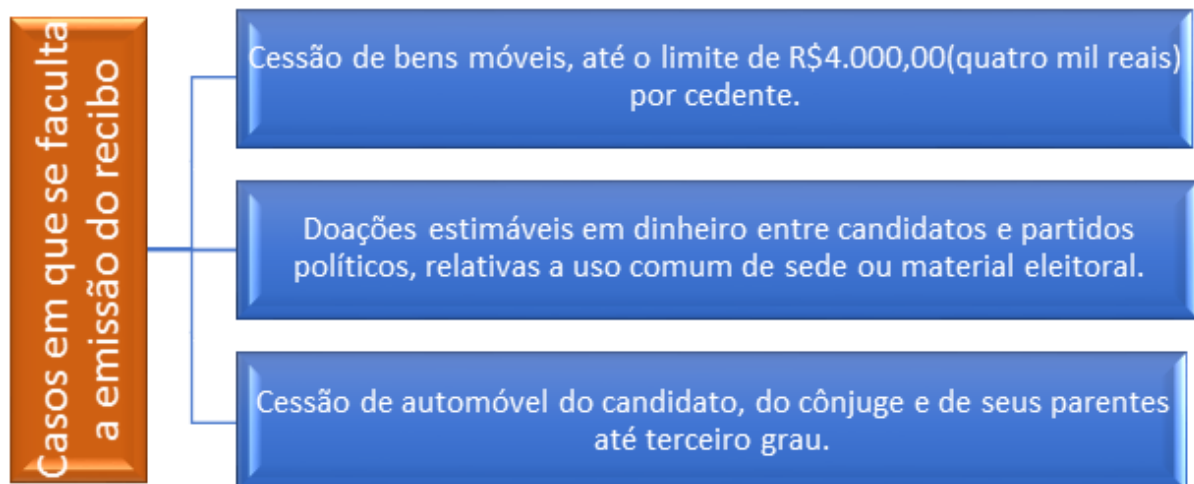 Casos em que se faculta
a emissão do recibo
Cessão de bens móveis, até o limite de R$4.000,00(quatro mil reais)
por cedente.
Doações estimáveis em dinheiro entre candidatos e partidos
políticos, relativas a uso comum de sede ou material eleitoral.
Cessão de automóvel do candidato, do cônjuge e de seus parentes
até terceiro grau.